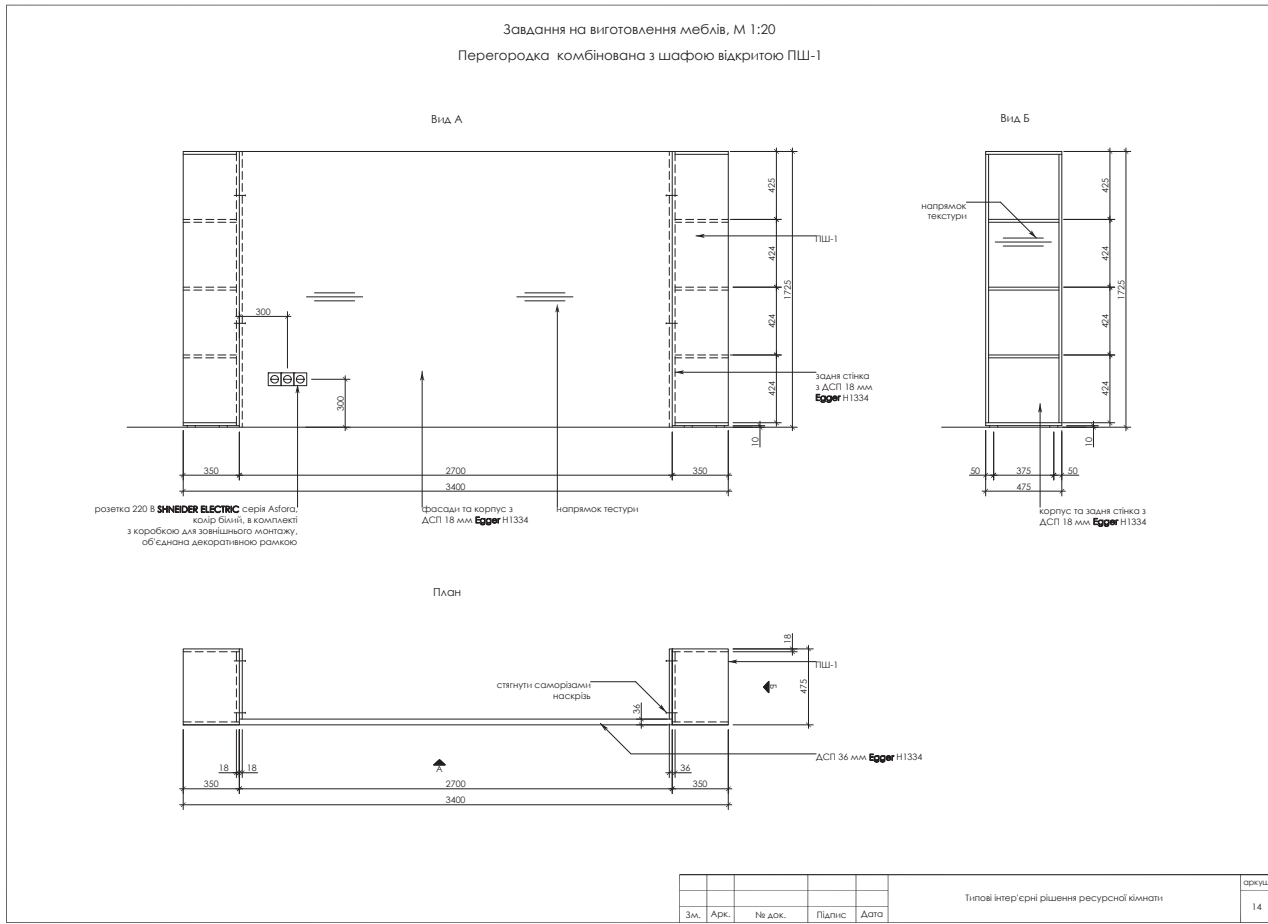 Завдання на виготовлення меблів, М 1:20
Перегородка комбінована з шафою відкритою ПШ-1
Вид А
Вид Б
425
424
424
424
1725
10
ПШ-1
300
300
задня стінка
з ДСП 18 мм
Egger H1334
350
2700
350
3400
розетка 220 В SHNEIDER ELECTRIC серія Asfora,
колір білий, в комплекті
з коробкою для зовнішнього монтажу,
об'єднана декоративною рамкою
фасади та корпус з
ДСП 18 мм Egger H1334
напрямок тестури
напрямок
текстури
425
424
424
424
1725
10
50
375
50
475
корпус та задня стінка з
ДСП 18 мм Egger H1334
План
18
ПШ-1
475
Б
стягнути саморізами
наскрізь
36
ДСП 36 мм Egger H1334
18
18
А
36
350
2700
350
3400
Зм.
Арк.
№ док.
Підпис
Дата
Типові інтер'єрні рішення ресурсної кімнати
аркуш
14